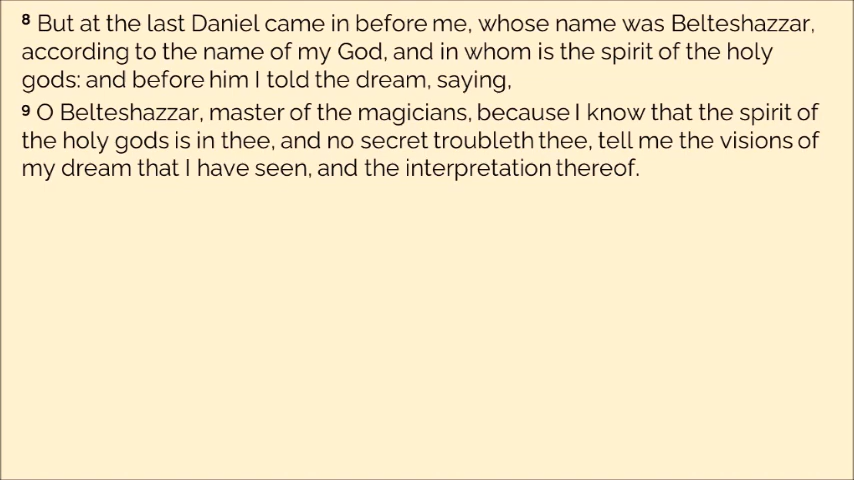 8 But at the last Daniel came in before me, whose name was Belteshazzar,
according to the name of my God, and in whom is the spirit of the holy
gods: and before him I told the dream, saying,
9 O Belteshazzar, master of the magicians, because I know that the spirit of
the holy gods is in thee, and no secret troubleth thee, tell me the visions of
my dream that I have seen, and the interpretation thereof.